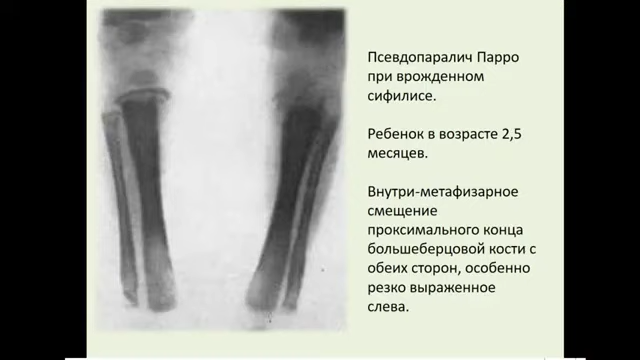 Псевдопаралич Парро
при врожденном
сифилисе.
Ребенок в возрасте 2,5
месяцев.
Внутри-метафизарное
смещение
проксимального конца
большеберцовой кости с
обеих сторон, особенно
резко выраженное
слева.